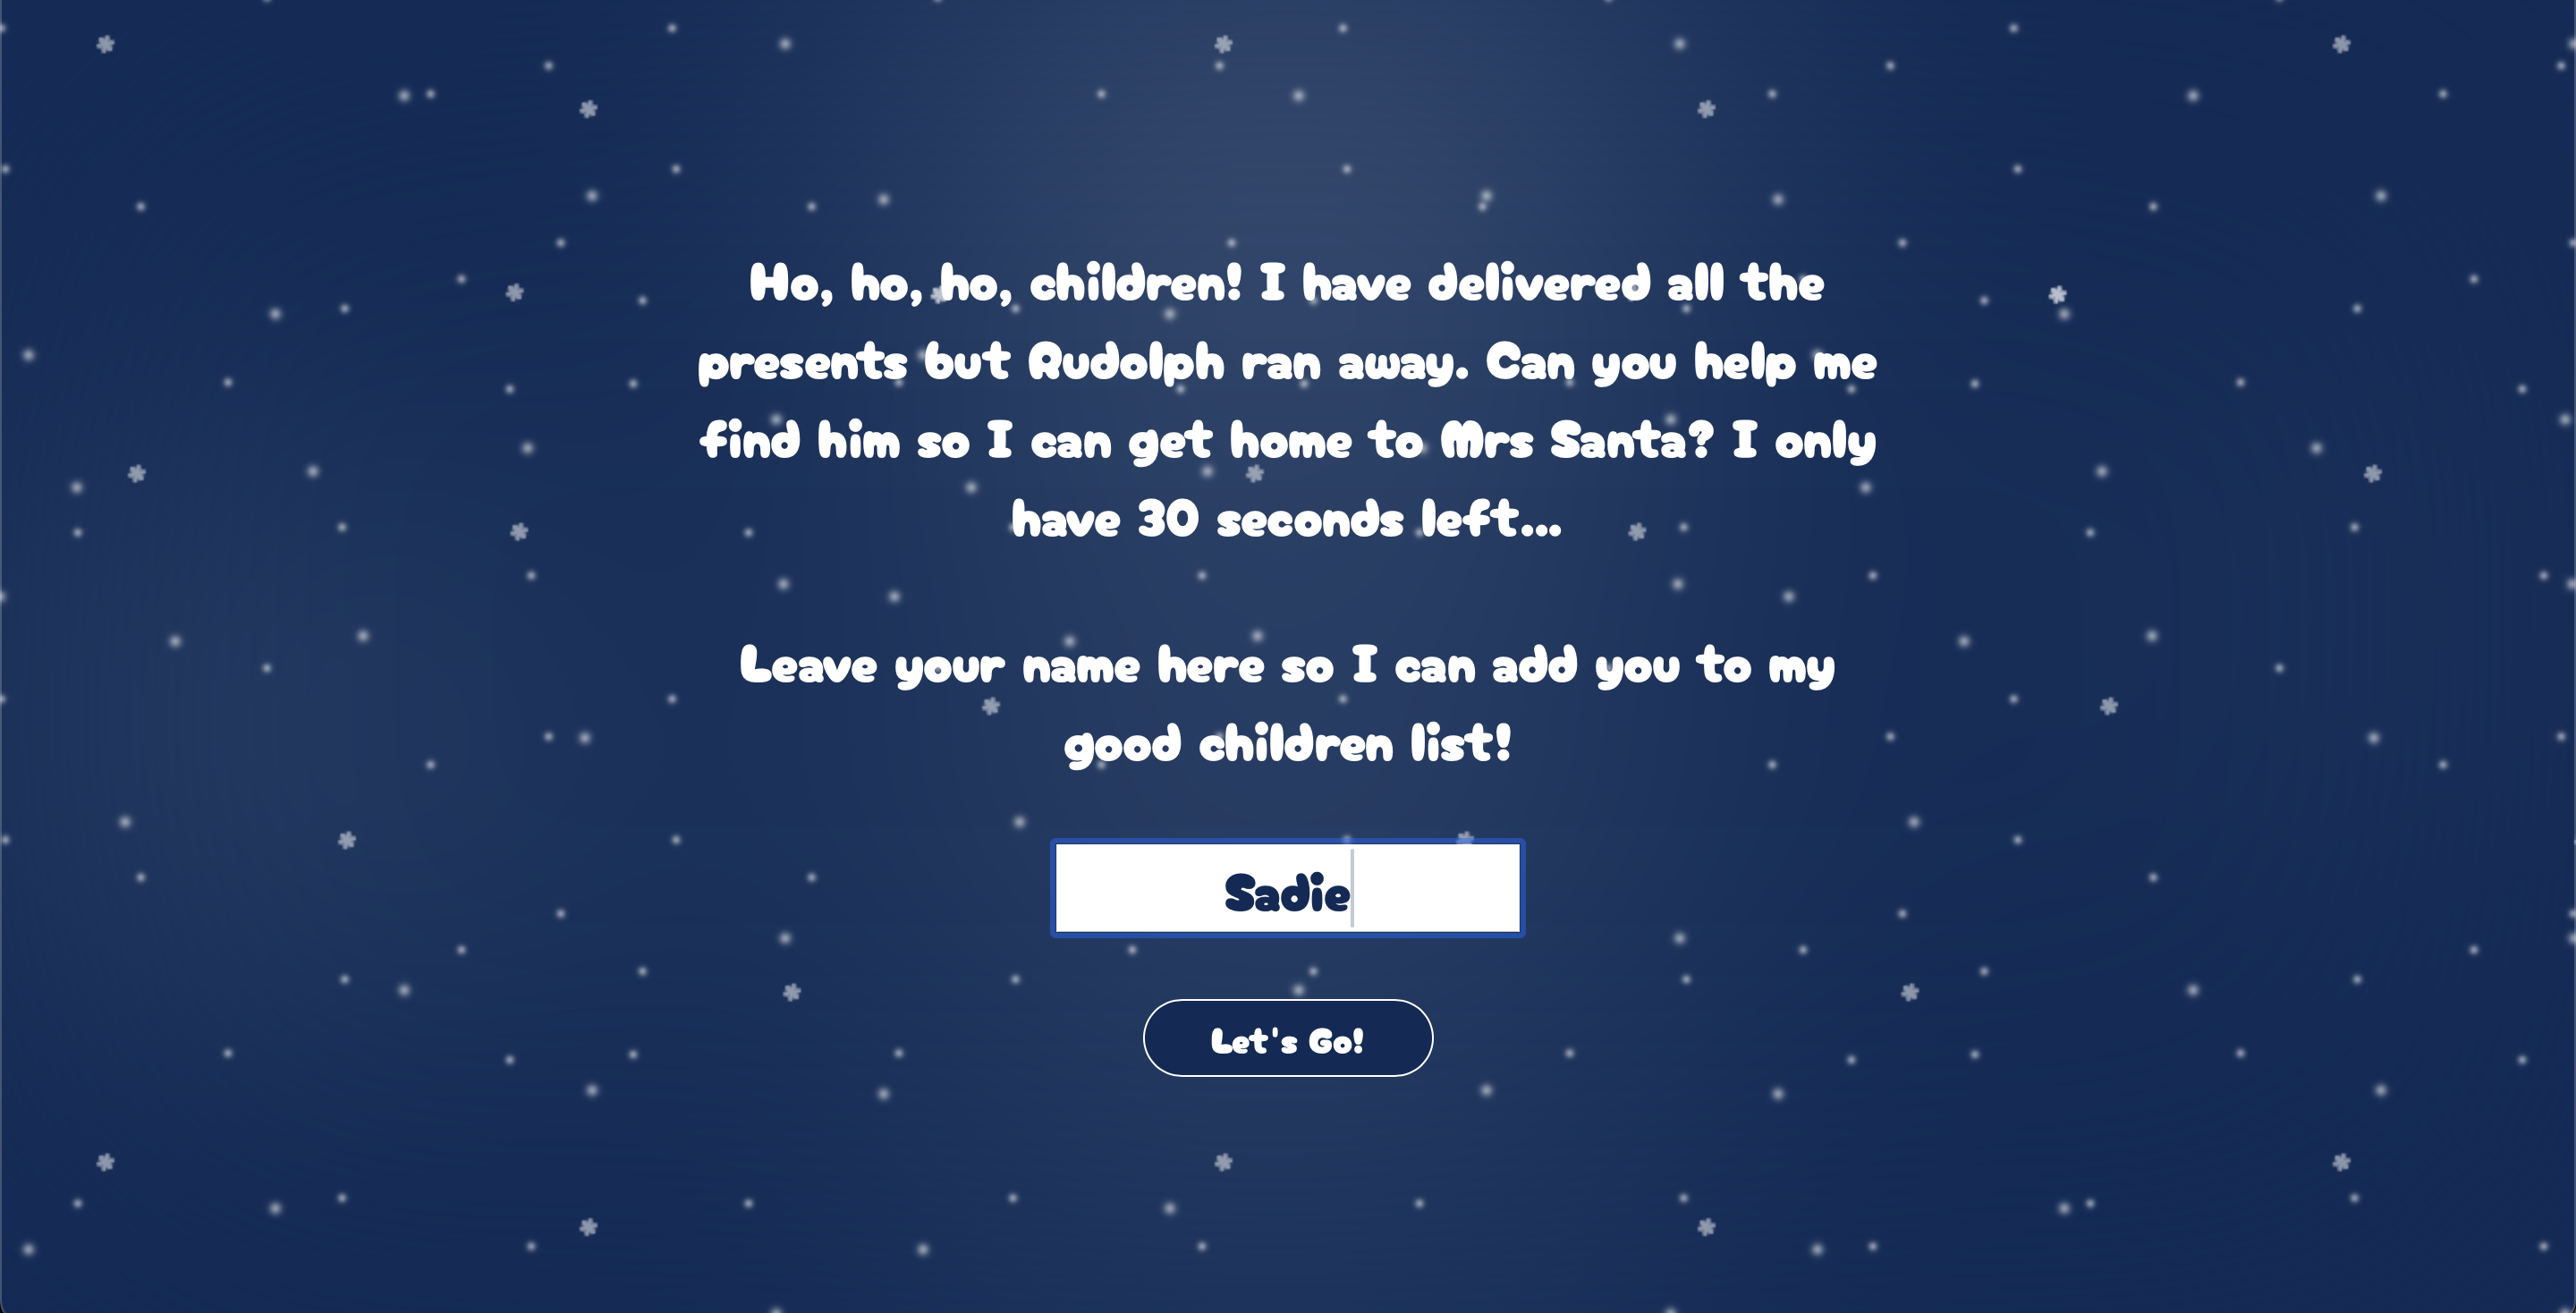 Ho, ho, ho, children! I have delivered all the
presents but Rudolph ran away. Can you help me
find him so I can get home to Mrs Santa? I only
have 30 seconds left...
Leave your name here so I can add you to my
good children list!
Sadie
Let's Go!